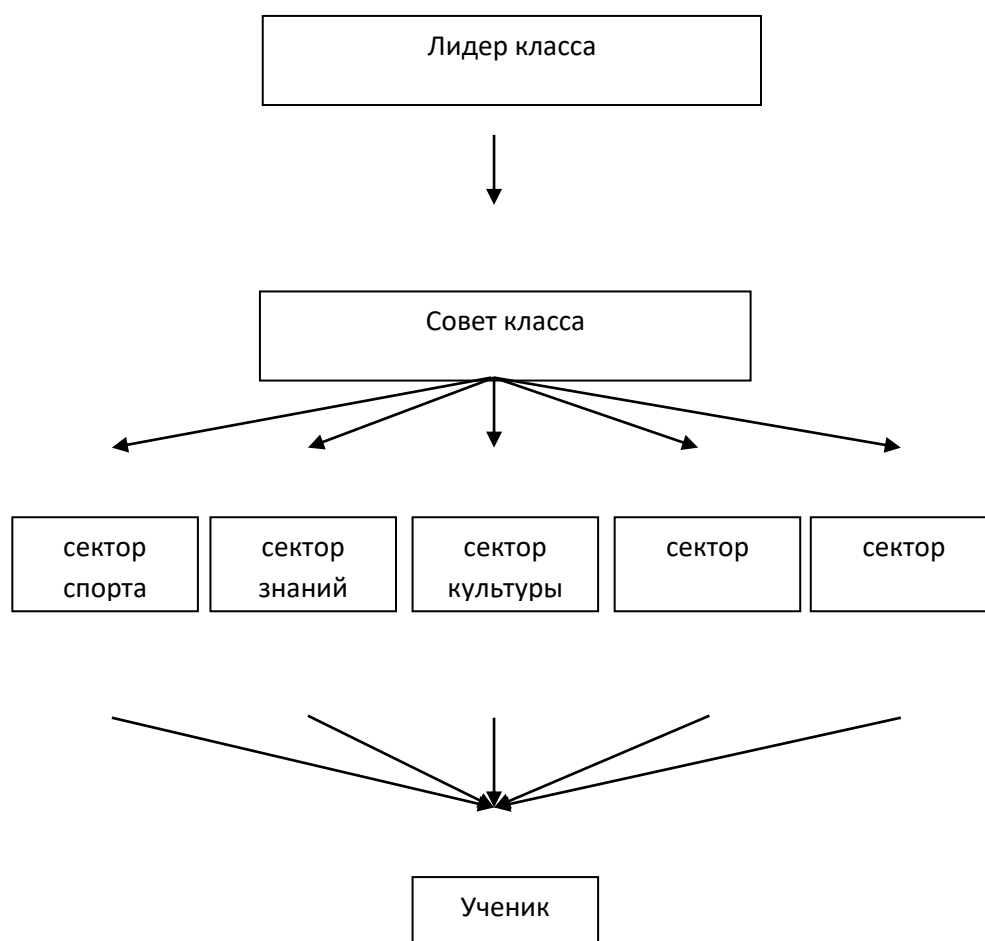 Лидер класса
Совет класса
сектор
спорта
сектор
знаний
сектор
культуры
сектор
сектор
Ученик